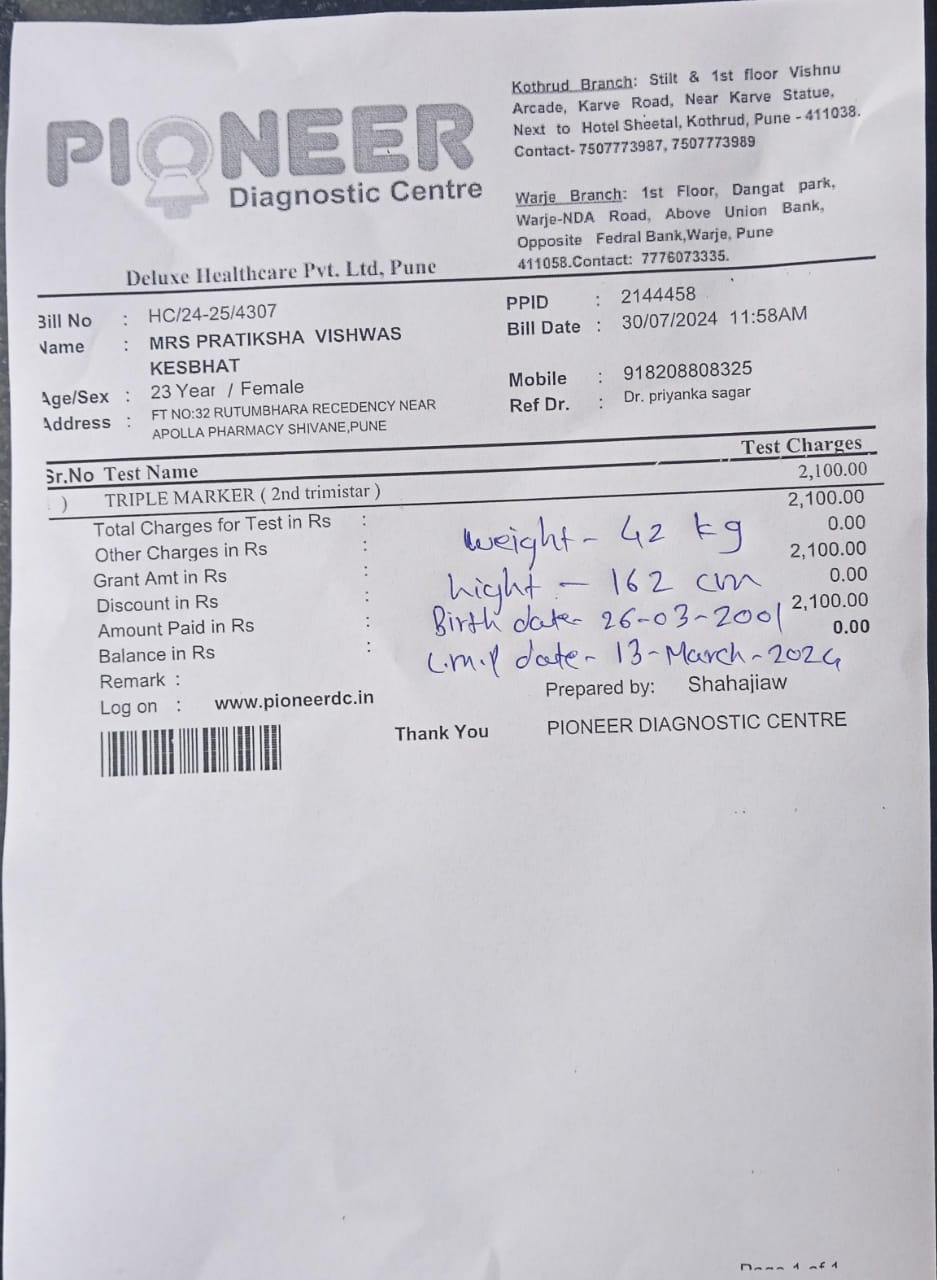 PIONEER
Diagnostic Centre
Deluxe Healthcare Pvt. Ltd, Pune
Kothrud Branch: Stilt & 1st floor Vishnu
Arcade, Karve Road, Near Karve Statue,
Next to Hotel Sheetal, Kothrud, Pune - 411038.
Contact- 7507773987, 7507773989
Warje Branch: 1st Floor, Dangat park,
Warje-NDA Road, Above Union Bank,
Opposite Fedral Bank,Warje, Pune
411058.Contact: 7776073335.
Bill No : HC/24-25/4307
Name : MRS PRATIKSHA VISHWAS
KESBHAT
Age/Sex : 23 Year / Female
Address : FT NO:32 RUTUMBHARA RECEDENCY NEAR
APOLLA PHARMACY SHIVANE,PUNE
PPID : 2144458
Bill Date : 30/07/2024 11:58AM
Mobile : 918208808325
Ref Dr. : Dr. priyanka sagar
Sr.No Test Name Test Charges
) TRIPLE MARKER ( 2nd trimistar ) 2,100.00
Total Charges for Test in Rs : 2,100.00
Other Charges in Rs : 0.00
Grant Amt in Rs : 2,100.00
Discount in Rs : 0.00
Amount Paid in Rs : 2,100.00
Balance in Rs : 0.00
weight - 42 kg
hight - 162 cm
Birth date - 26-03-2001
L.m.p date - 13-March-2024
Remark :
Log on : www.pioneerdc.in
Prepared by: Shahajiaw
Thank You
PIONEER DIAGNOSTIC CENTRE
Page 1 of 1